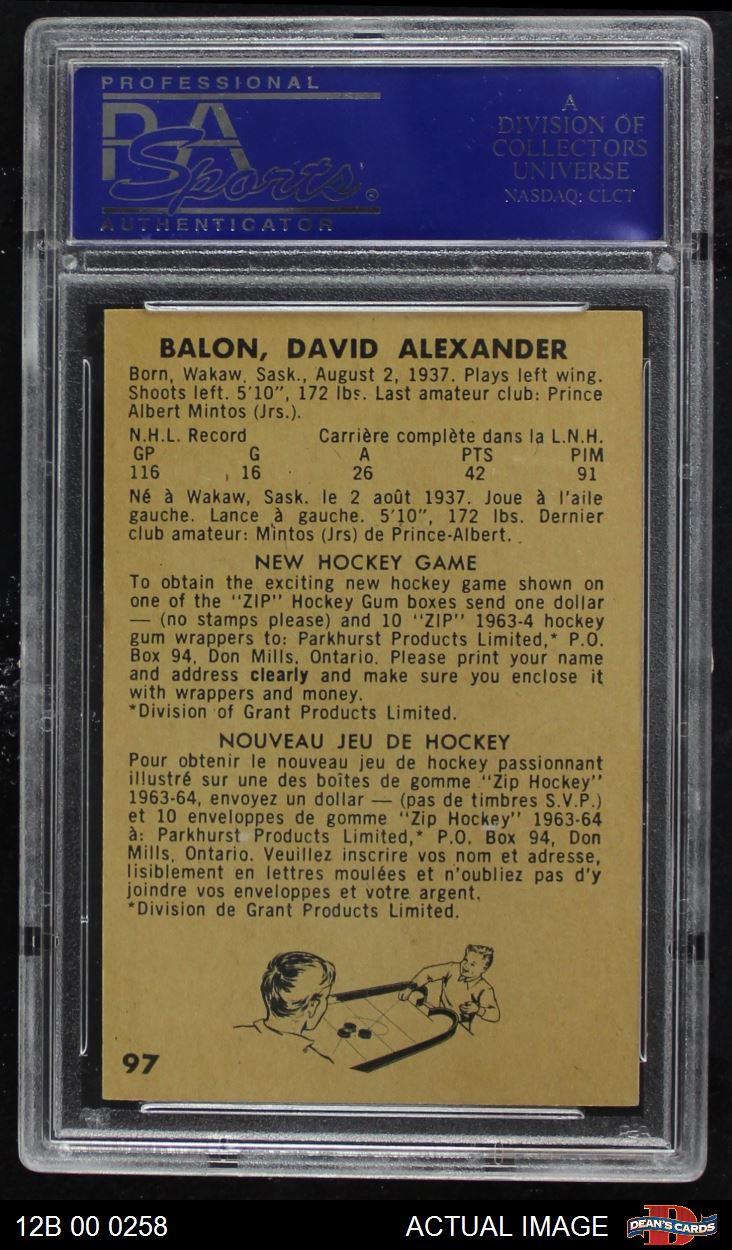 PROFESSIONAL
PSA
Sports
AUTHENTICATOR
A
DIVISION OF
COLLECTORS
UNIVERSE
NASDAQ: CLCT
BALON, DAVID ALEXANDER
Born, Wakaw, Sask., August 2, 1937. Plays left wing.
Shoots left. 5'10", 172 lbs. Last amateur club: Prince
Albert Mintos (Jrs.).
N.H.L. Record Carrière complète dans la L.N.H.
GP G A PTS PIM
116 16 26 42 91
Né à Wakaw, Sask. le 2 août 1937. Joue à l'aile
gauche. Lance à gauche. 5'10", 172 lbs. Dernier
club amateur: Mintos (Jrs) de Prince-Albert.
NEW HOCKEY GAME
To obtain the exciting new hockey game shown on
one of the "ZIP" Hockey Gum boxes send one dollar
— (no stamps please) and 10 "ZIP" 1963-4 hockey
gum wrappers to: Parkhurst Products Limited,* P.O.
Box 94, Don Mills, Ontario. Please print your name
and address clearly and make sure you enclose it
with wrappers and money.
*Division of Grant Products Limited.
NOUVEAU JEU DE HOCKEY
Pour obtenir le nouveau jeu de hockey passionnant
illustré sur une des boîtes de gomme "Zip Hockey"
1963-64, envoyez un dollar — (pas de timbres S.V.P.)
et 10 enveloppes de gomme "Zip Hockey" 1963-64
à: Parkhurst Products Limited,* P.O. Box 94, Don
Mills, Ontario. Veuillez inscrire vos nom et adresse,
lisiblement en lettres moulées et n'oubliez pas d'y
joindre vos enveloppes et votre argent.
*Division de Grant Products Limited.
97
12B 00 0258 ACTUAL IMAGE DEAN'S CARDS